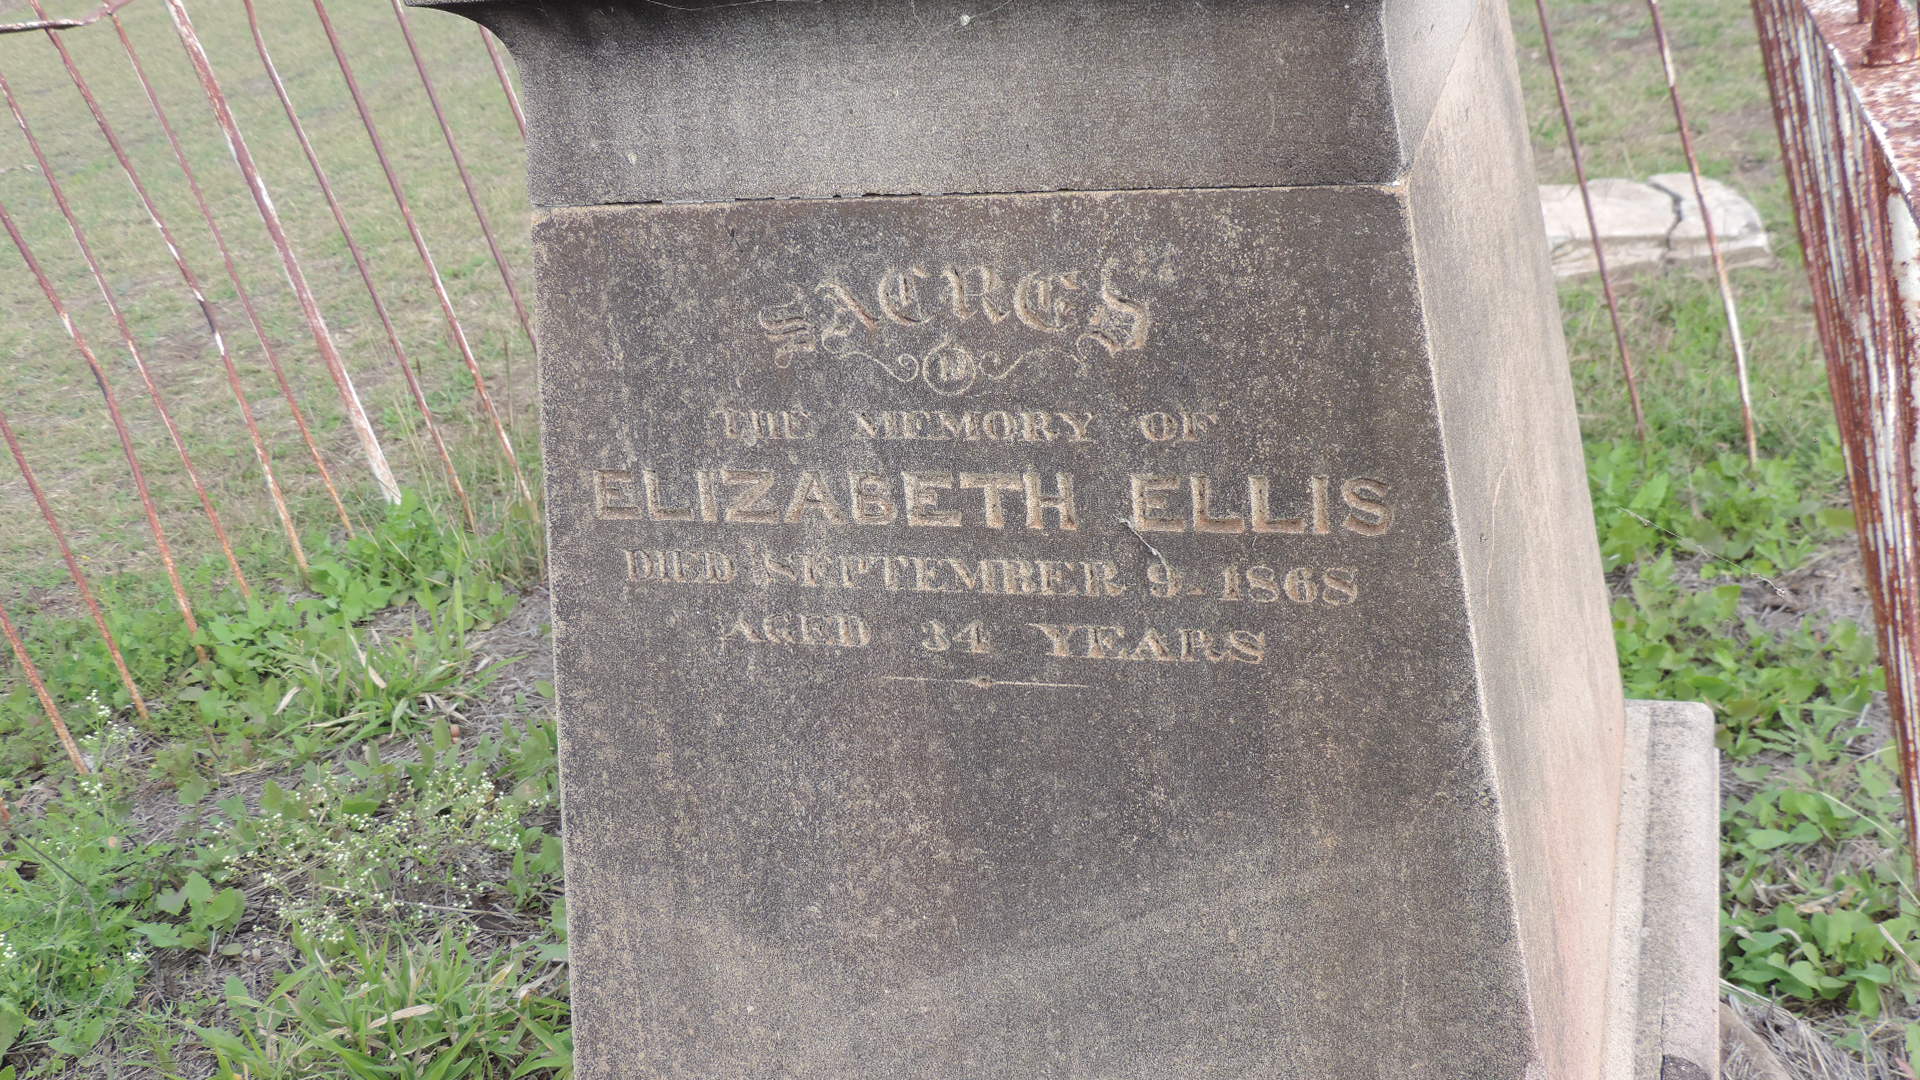 SACRED
TO
THE MEMORY OF
ELIZABETH ELLIS
DIED SEPTEMBER 9-1868
AGED 34 YEARS